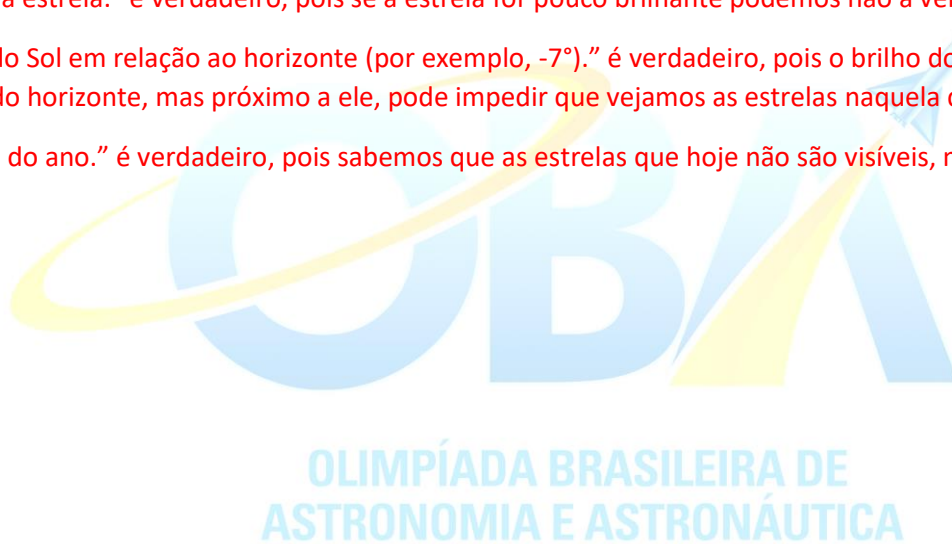 a estrela.” é verdadeiro, pois se a estrela for pouco brilhante podemos não a
do Sol em relação ao horizonte (por exemplo, -7°).” é verdadeiro, pois o brilho
do horizonte, mas próximo a ele, pode impedir que vejamos as estrelas naquela
do ano.” é verdadeiro, pois sabemos que as estrelas que hoje não são visíveis,
OBA
OLIMPÍADA BRASILEIRA DE
ASTRONOMIA E ASTRONÁUTICA